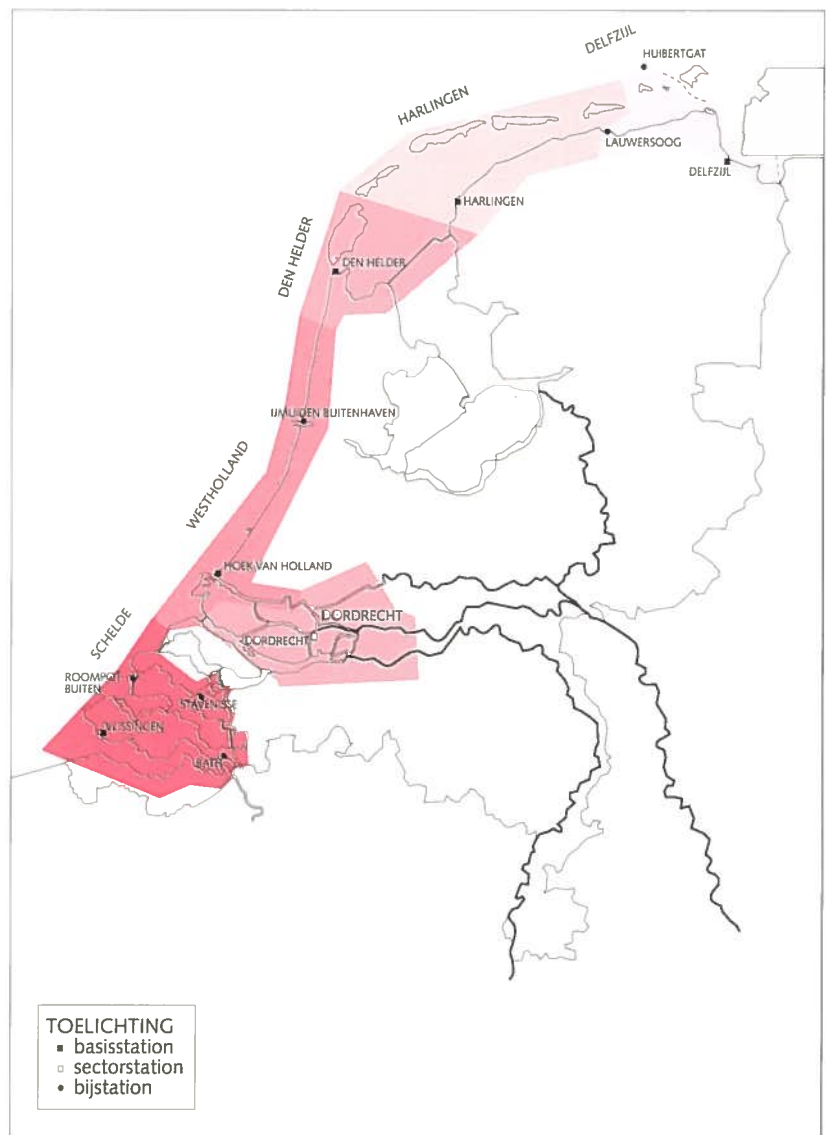 DELFZIJL
HUIBERTGAT
HARLINGEN
LAUWERSOOG
DELFZIJL
HARLINGEN
DEN HELDER
DEN HELDER
IJMUIDEN BUITENHAVEN
WESTHOLLAND
HOEK VAN HOLLAND
SCHELDE
DORDRECHT
DORDRECHT
ROOMPOT
BUITEN
STAVENISSE
VLISSINGEN
BATH
TOELICHTING
basisstation
sectorstation
bijstation